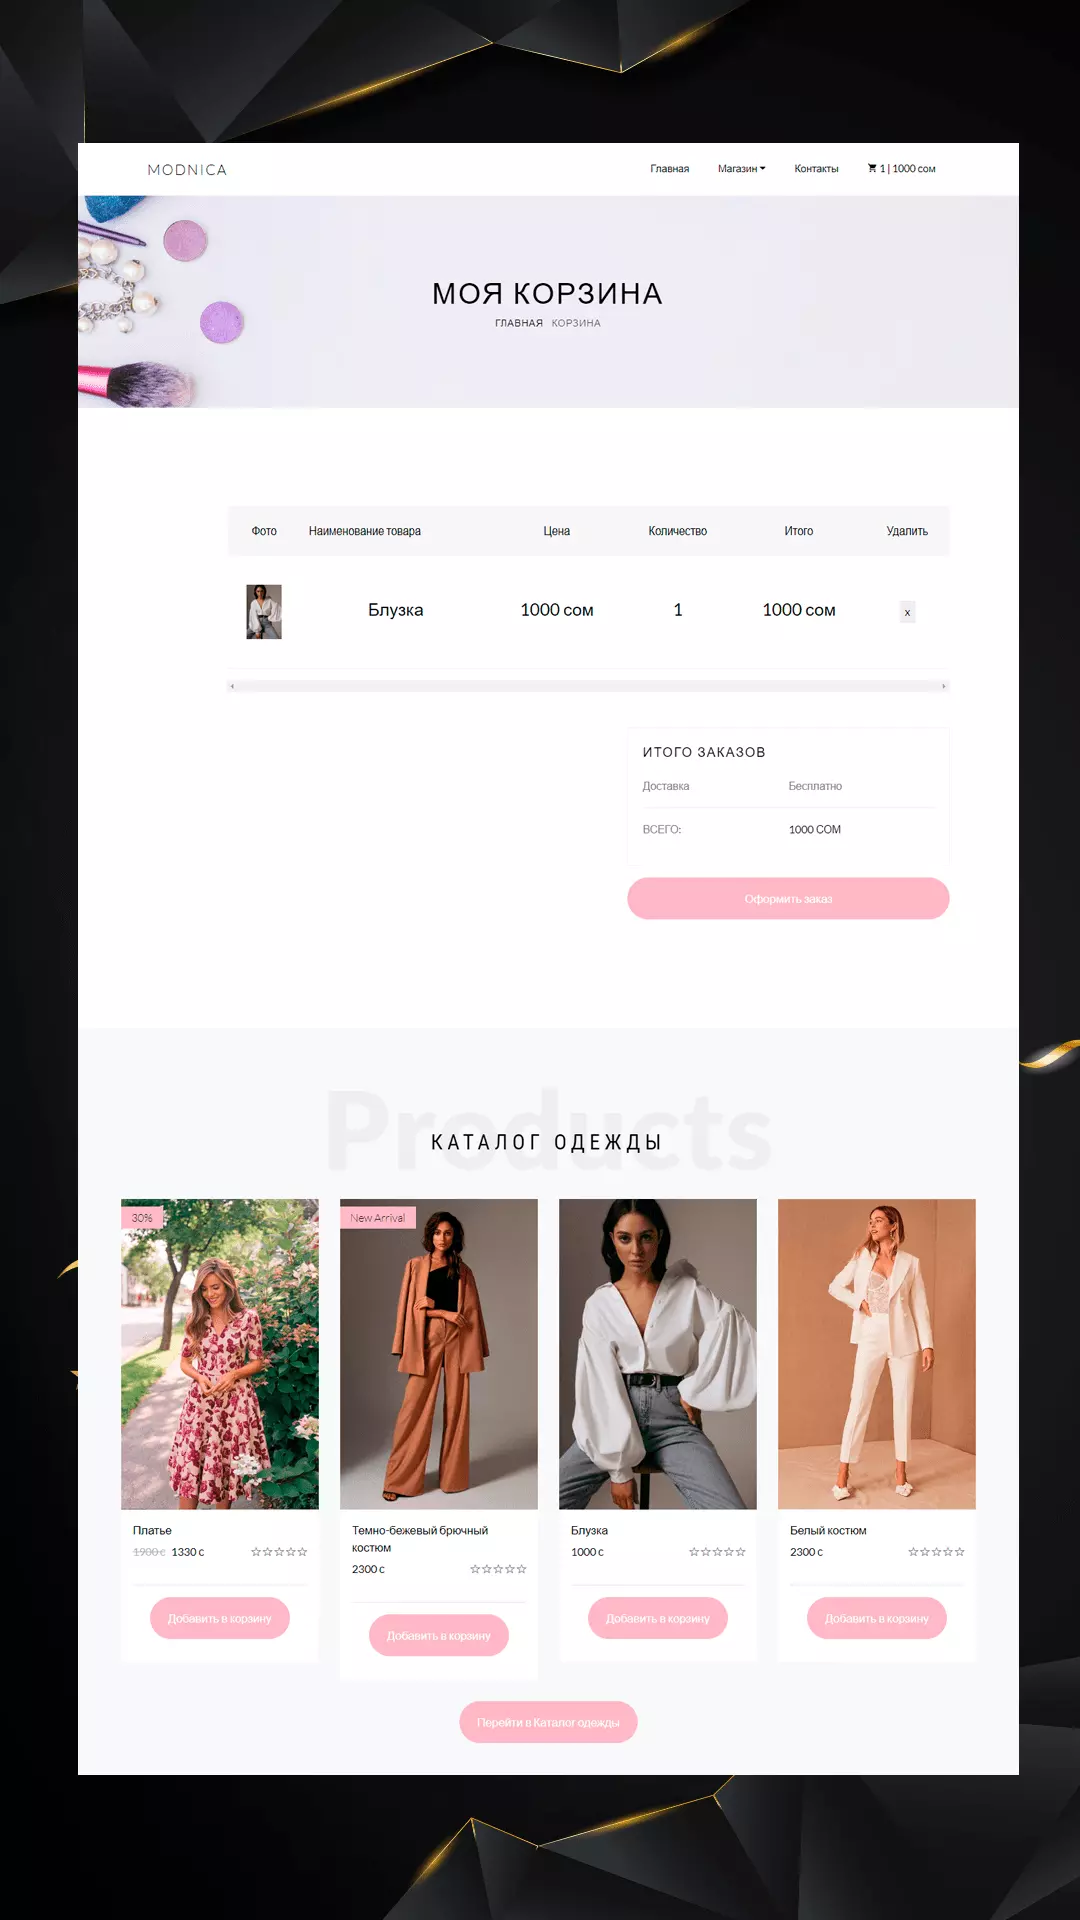 MODNICA
Главная Магазин Контакты 1 | 1000 сом
МОЯ КОРЗИНА
ГЛАВНАЯ КОРЗИНА
Фото Наименование товара Цена Количество Итого Удалить
Блузка 1000 сом 1 1000 сом x
ИТОГО ЗАКАЗОВ
Доставка Бесплатно
ВСЕГО: 1000 СОМ
Оформить заказ
Products
КАТАЛОГ ОДЕЖДЫ
30%
New Arrival
Платье
1900 с 1330 с
Добавить в корзину
Темно-бежевый брючный
костюм
2300 с
Добавить в корзину
Блузка
1000 с
Добавить в корзину
Белый костюм
2300 с
Добавить в корзину
Перейти в Каталог одежды